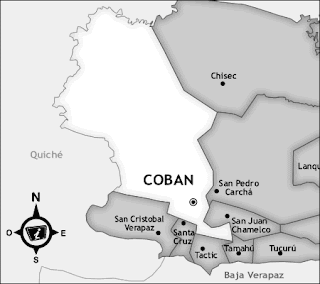 Chisec
Lanqu
Quiché
COBAN
San Pedro
Carchà
San Cristobal
Verapaz
Santa
Cruz
San Juan
Chamelco
Tactic
Tamahú
Tucurú
Baja Verapaz
N
O
E
S